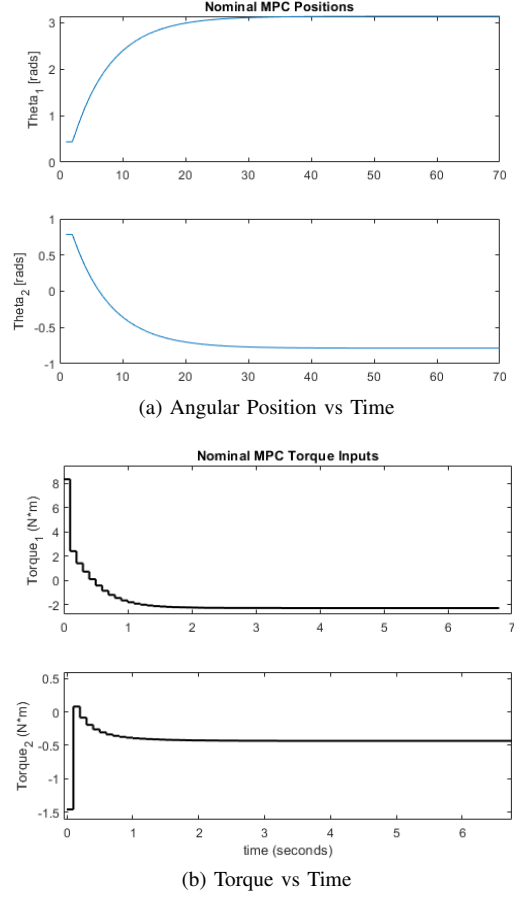 Nominal MPC Positions
Theta1 [rads]
3
2
1
0
0 10 20 30 40 50 60 70
Theta2 [rads]
1
0.5
0
-0.5
-1
0 10 20 30 40 50 60 70
(a) Angular Position vs Time
Nominal MPC Torque Inputs
Torque1 (N*m)
8
6
4
2
0
-2
0 1 2 3 4 5 6 7
Torque2 (N*m)
0.5
0
-0.5
-1
-1.5
0 1 2 3 4 5 6
time (seconds)
(b) Torque vs Time